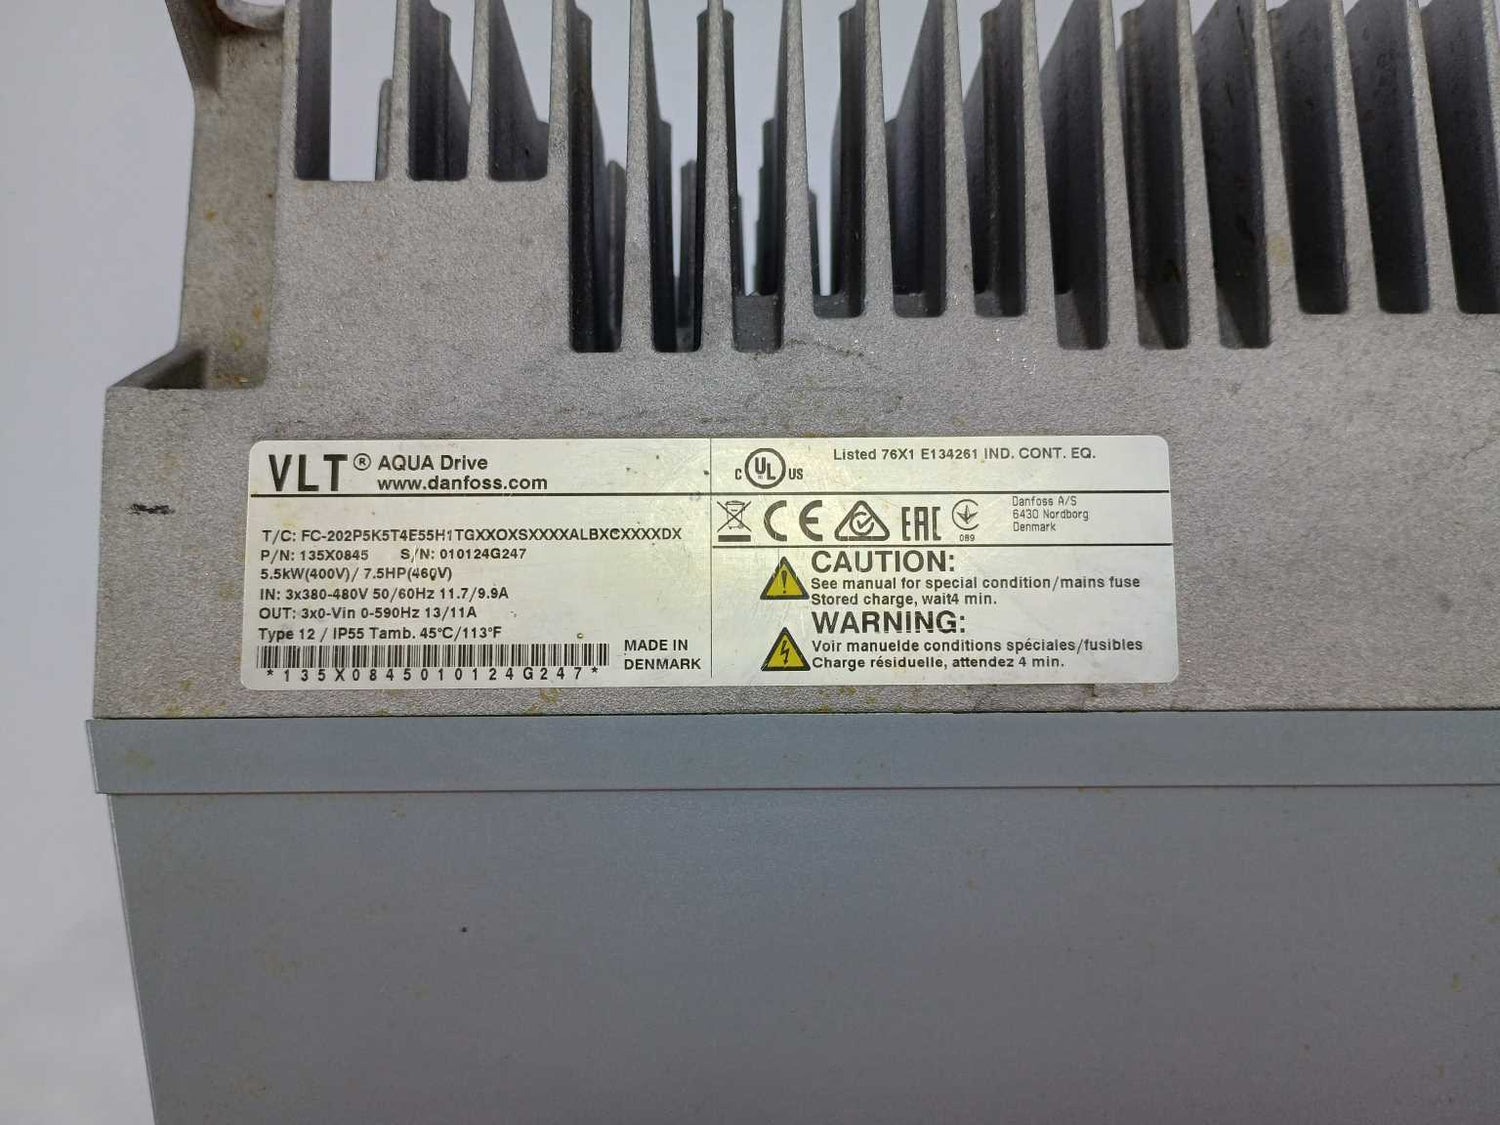 VLT® AQUA Drive
www.danfoss.com
T/C: FC-202P5K5T4E55H1TGXXOXSXXXXALBXCXXXXDX
P/N: 135X0845 S/N: 010124G247
5.5kW(400V)/ 7.5HP(460V)
IN: 3x380-480V 50/60Hz 11.7/9.9A
OUT: 3x0-Vin 0-590Hz 13/11A
Type 12 / IP55 Tamb. 45°C/113°F
*135X0845010124G247*
MADE IN
DENMARK
C UL US
Listed 76X1 E134261 IND. CONT. EQ.
CE EAC
089
Danfoss A/S
6430 Nordborg
Denmark
CAUTION:
See manual for special condition/mains fuse
Stored charge, wait4 min.
WARNING:
Voir manuelde conditions spéciales/fusibles
Charge résiduelle, attendez 4 min.